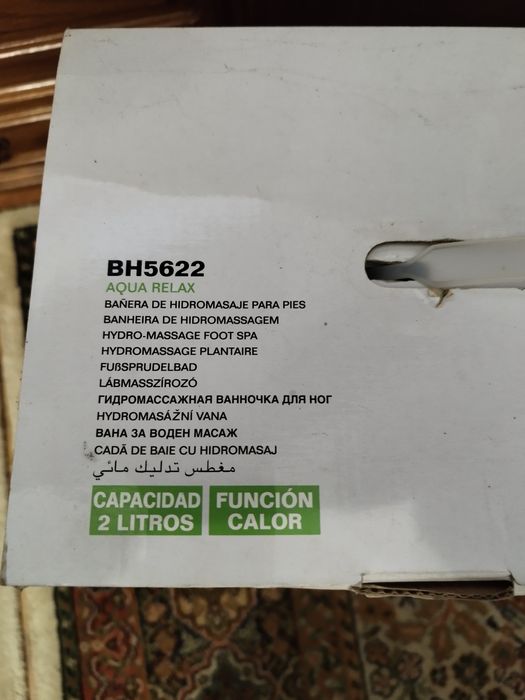 BH5622
AQUA RELAX
BAÑERA DE HIDROMASAJE PARA PIES
BANHEIRA DE HIDROMASSAGEM
HYDRO-MASSAGE FOOT SPA
HYDROMASSAGE PLANTAIRE
FUßSPRUDELBAD
LÁBMASSZÍROZÓ
ГИДРОМАССАЖНАЯ ВАННОЧКА ДЛЯ НОГ
HYDROMASÁŽNÍ VANA
ВАНА ЗА ВОДЕН МАСАЖ
CADĂ DE BAIE CU HIDROMASAJ
مغطس تدليك مائي
CAPACIDAD
2 LITROS
FUNCIÓN
CALOR